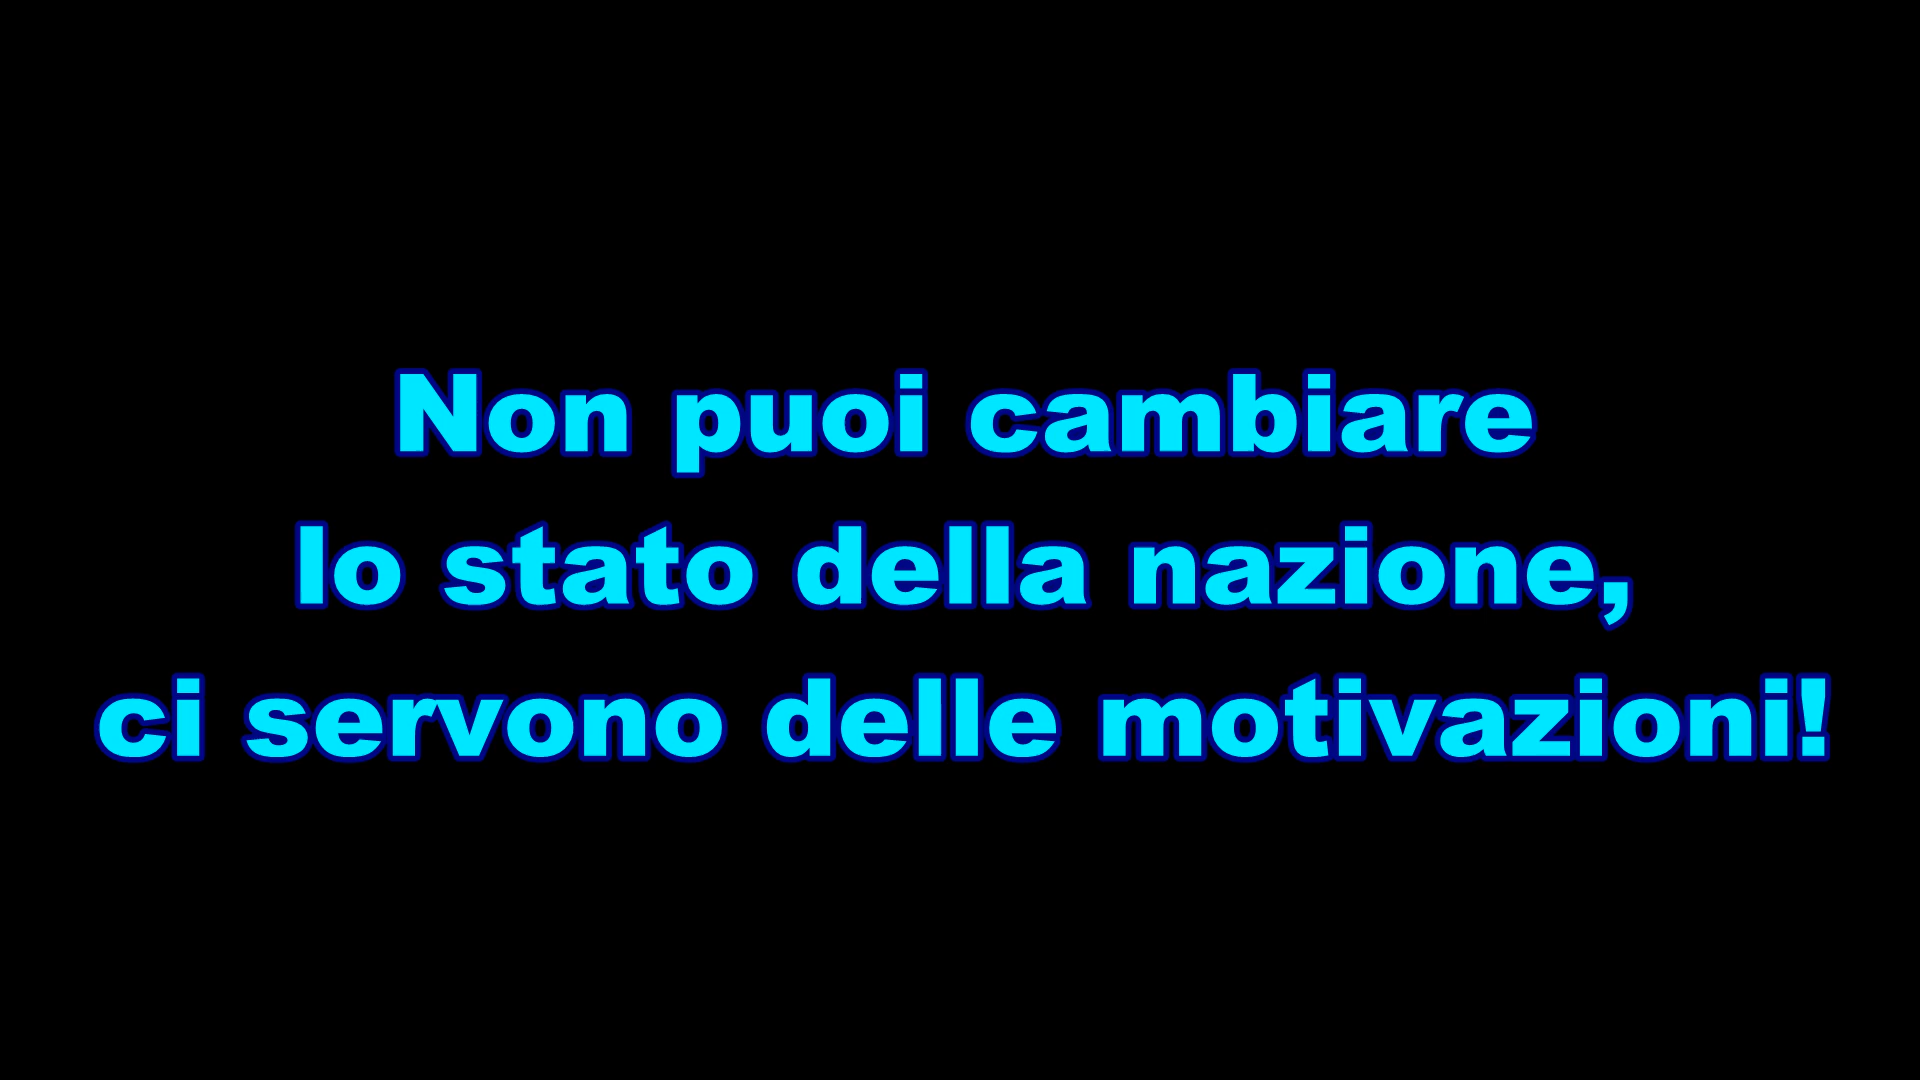 Non puoi cambiare
lo stato della nazione,
ci servono delle motivazioni!